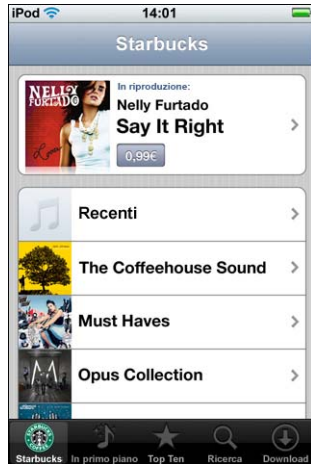 iPod 14:01
Starbucks
NELLY
FURTADO
In riproduzione:
Nelly Furtado
Say It Right
0,99€
Recenti
The Coffeehouse Sound
Must Haves
Opus Collection
Starbucks In primo piano Top Ten Ricerca Download